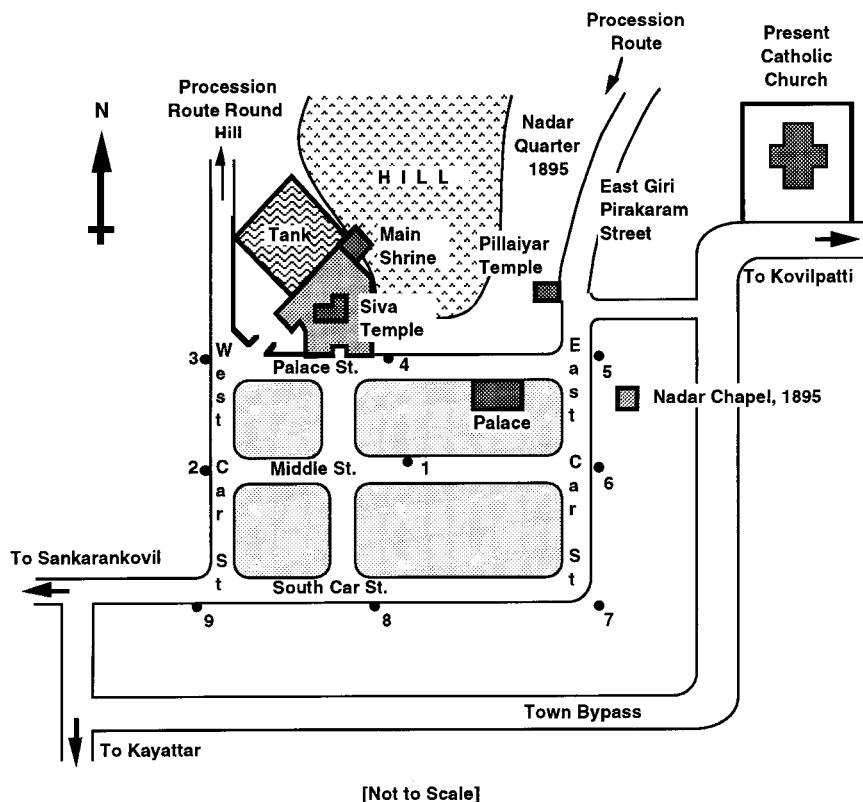 Procession
Route
Present
Catholic
Church
Procession
Route Round
Hill
N
Nadar
Quarter
1895
HILL
East Giri
Pirakaram
Street
Tank
Main
Shrine
Pillaiyar
Temple
To Kovilpatti
Siva
Temple
3
West Car St
Palace St.
4
East Car St
5
Palace
Nadar Chapel, 1895
2
Middle St.
1
6
To Sankarankovil
South Car St.
9
8
7
Town Bypass
To Kayattar
[Not to Scale]